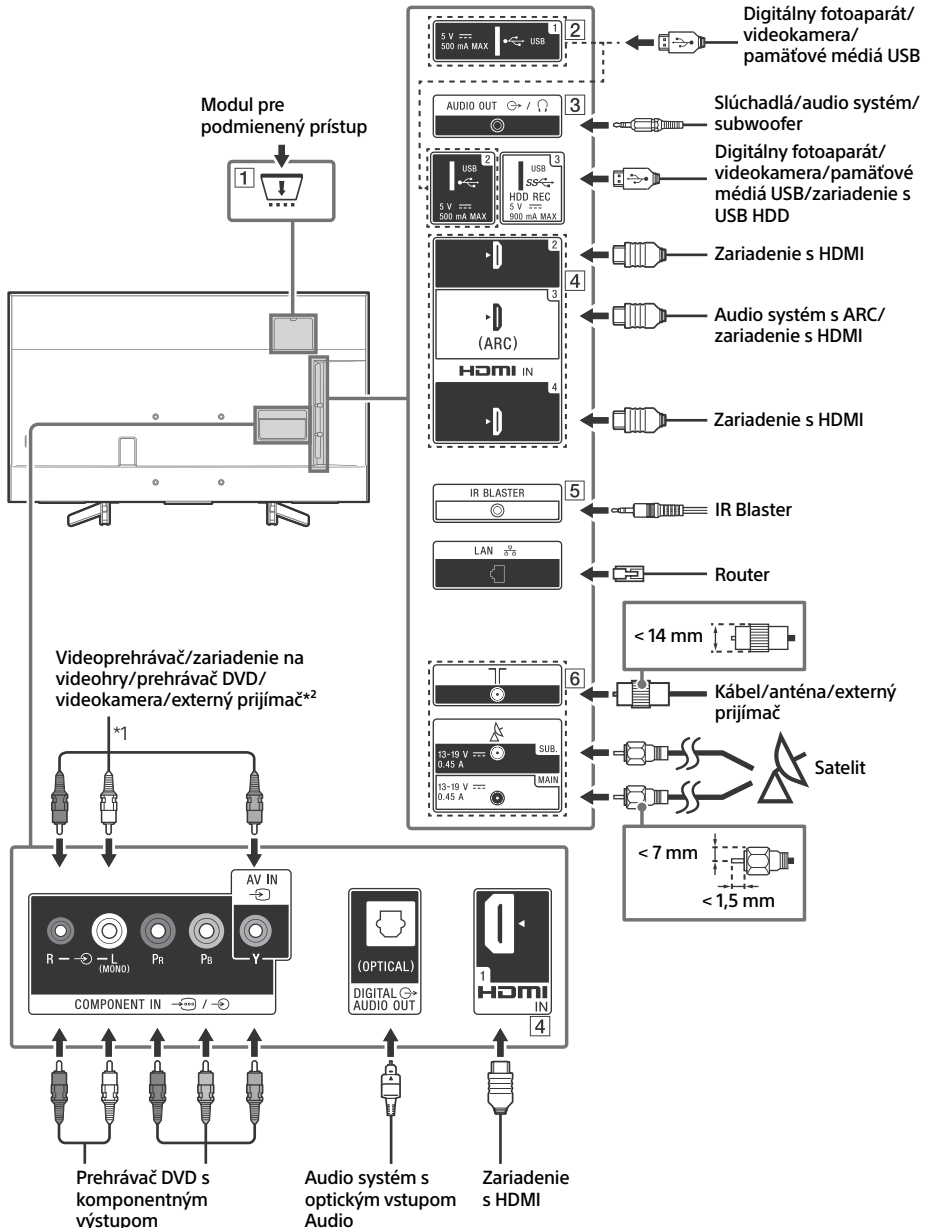 5 V
500 mA MAX
USB
1
2
Digitálny fotoaparát/
videokamera/
pamäťové médiá USB
Modul pre
podmienený prístup
1
AUDIO OUT
/
3
Slúchadlá/audio systém/
subwoofer
2
USB
5 V
500 mA MAX
3
USB
SS
HDD REC
5 V
900 mA MAX
Digitálny fotoaparát/
videokamera/pamäťové
médiá USB/zariadenie s
USB HDD
2
Zariadenie s HDMI
4
3
(ARC)
HDMI IN
Audio systém s ARC/
zariadenie s HDMI
4
Zariadenie s HDMI
IR BLASTER
5
IR Blaster
LAN
Router
< 14 mm
6
Kábel/anténa/externý
prijímač
13-19 V
0.45 A
SUB.
13-19 V
0.45 A
MAIN
Satelit
< 7 mm
< 1,5 mm
Videoprehrávač/zariadenie na
videohry/prehrávač DVD/
videokamera/externý prijímač*2
*1
AV IN
R — — L
(MONO)
PR
PB
Y
COMPONENT IN /
(OPTICAL)
DIGITAL
AUDIO OUT
1
HDMI
IN
4
Prehrávač DVD s
komponentným
výstupom
Audio systém s
optickým vstupom
Audio
Zariadenie
s HDMI